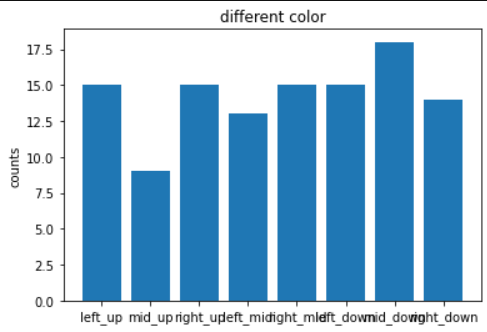 different color
17.5
15.0
12.5
10.0
7.5
5.0
2.5
0.0
counts
left_up mid_up right_up left_mid right_mid left_down mid_down right_down